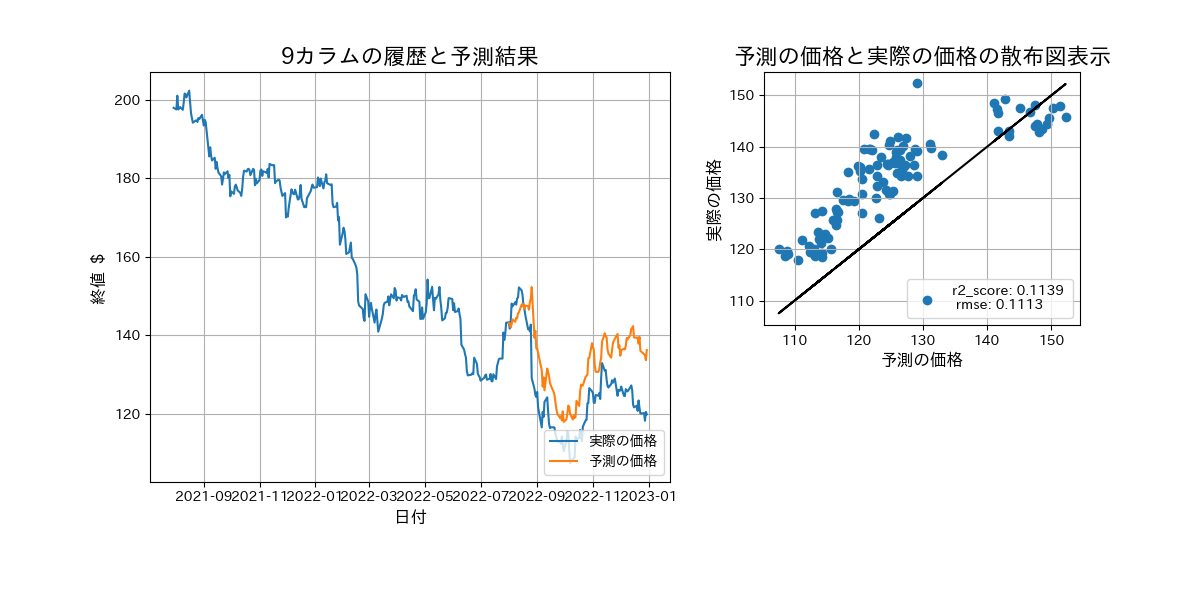 9カラムの履歴と予測結果
200
180
160
140
120
終値 $
2021-09
2021-11
2022-01
2022-03
2022-05
2022-07
2022-09
2022-11
2023-01
日付
実際の価格
予測の価格
予測の価格と実際の価格の散布図表示
150
140
130
120
110
実際の価格
110
120
130
140
150
予測の価格
r2_score: 0.1139
rmse: 0.1113